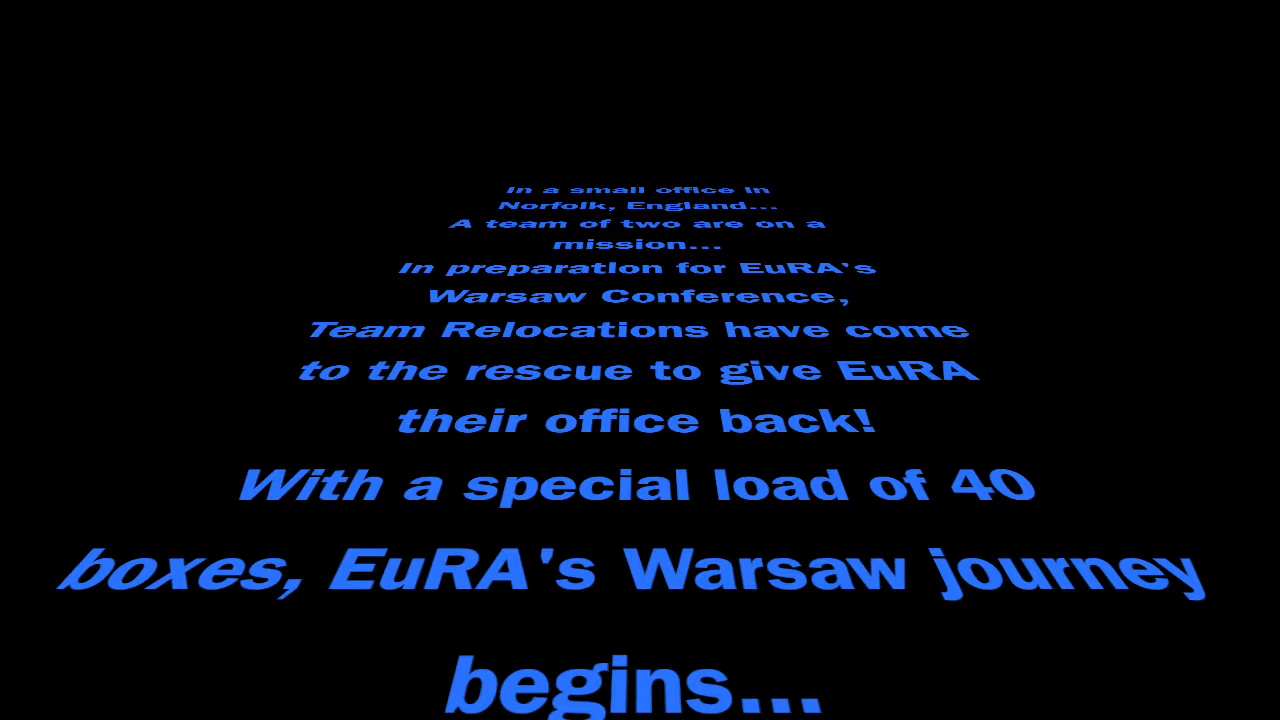 In a small office in
Norfolk, England...
A team of two are on a
mission...
In preparation for EuRA's
Warsaw Conference,
Team Relocations have come
to the rescue to give EuRA
their office back!
With a special load of 40
boxes, EuRA's Warsaw journey
begins...